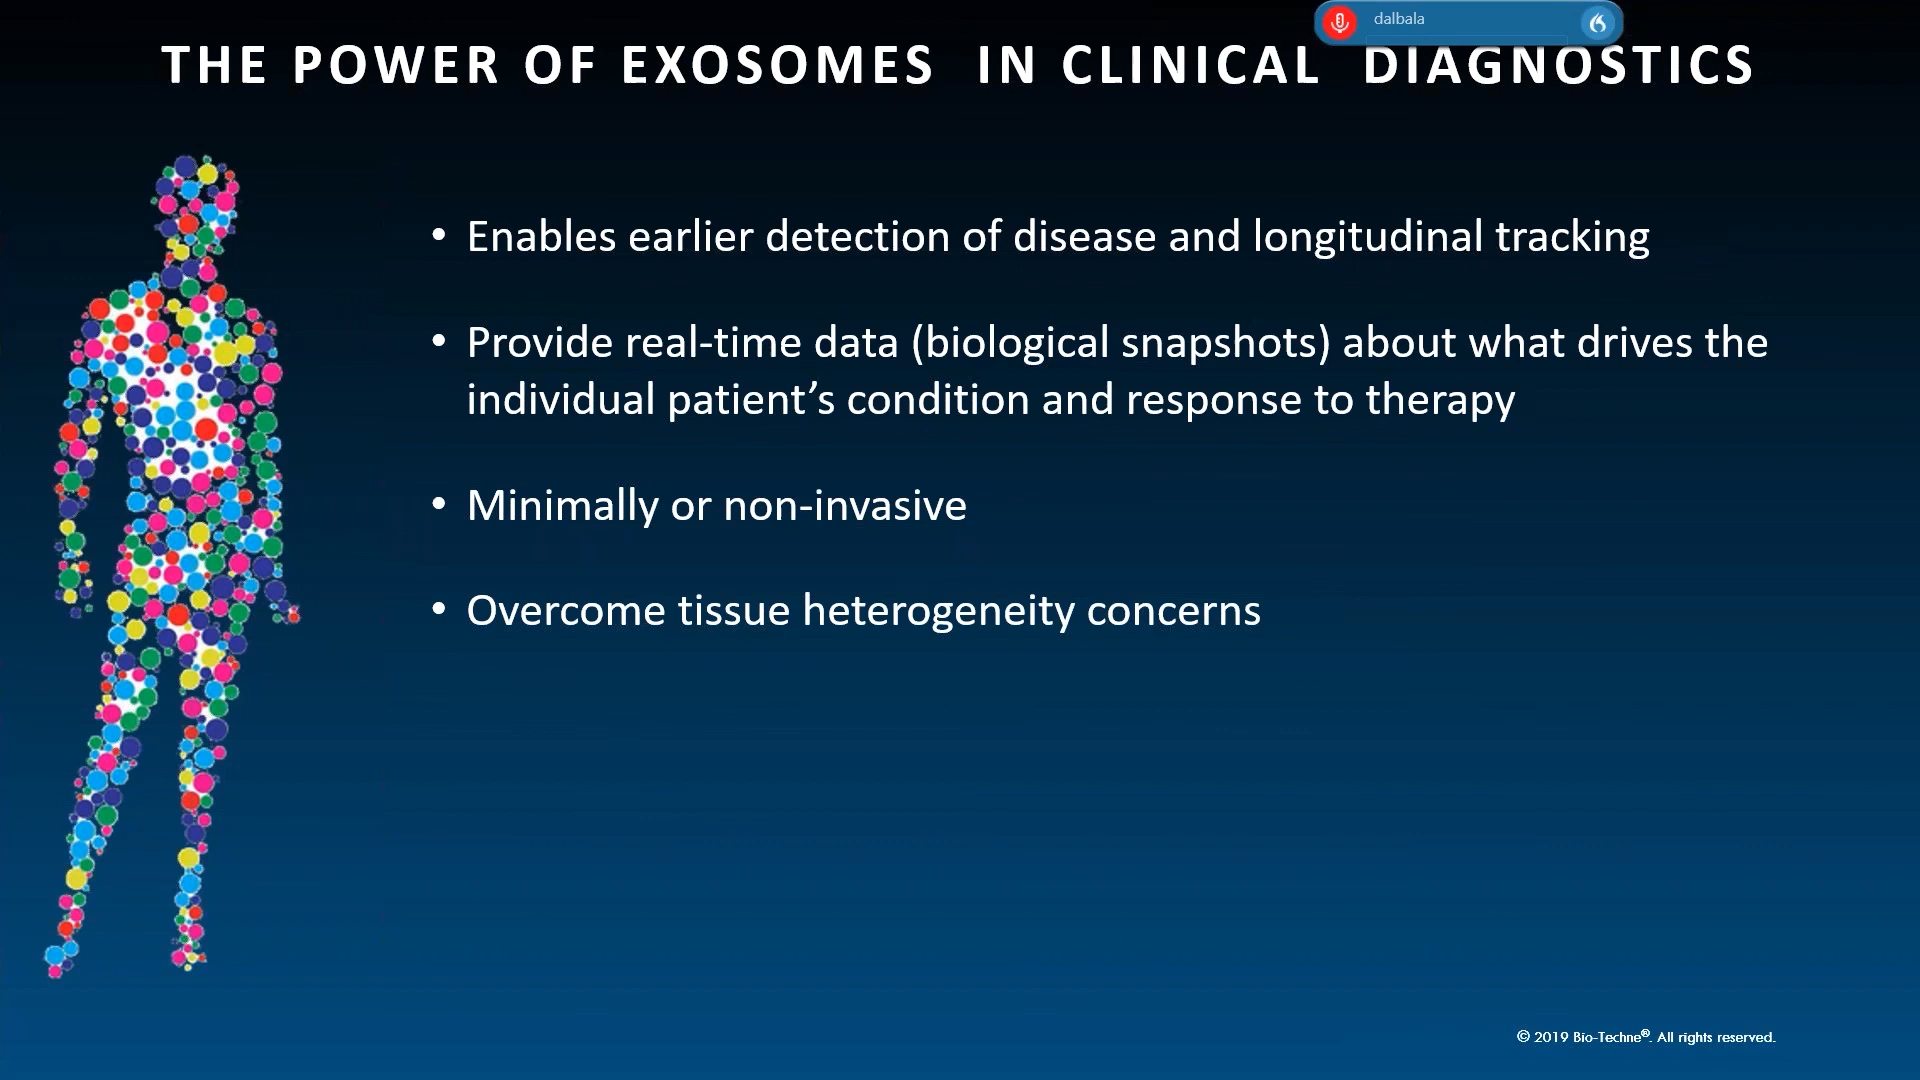 dalbala
THE POWER OF EXOSOMES IN CLINICAL DIAGNOSTICS
• Enables earlier detection of disease and longitudinal tracking
• Provide real-time data (biological snapshots) about what drives the
individual patient’s condition and response to therapy
• Minimally or non-invasive
• Overcome tissue heterogeneity concerns
© 2019 Bio-Techne®. All rights reserved.